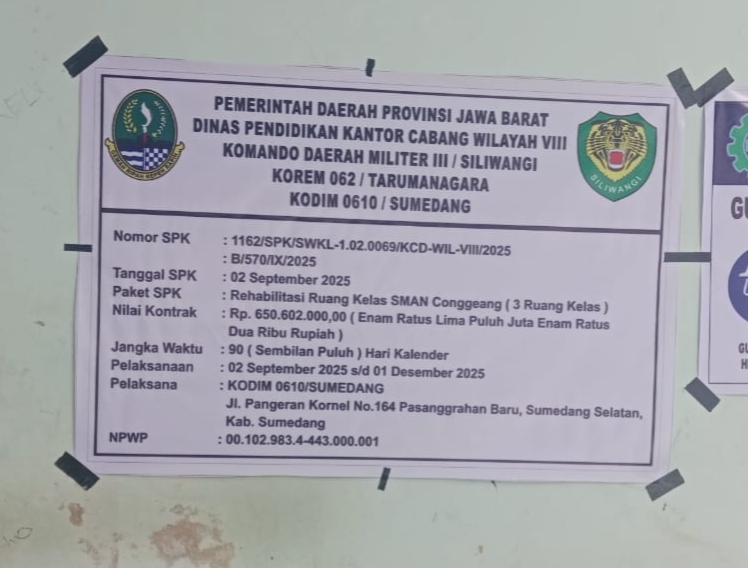 PEMERINTAH DAERAH PROVINSI JAWA BARAT
DINAS PENDIDIKAN KANTOR CABANG WILAYAH VIII
KOMANDO DAERAH MILITER III / SILIWANGI
KOREM 062 / TARUMANAGARA
KODIM 0610 / SUMEDANG
SILIWANGI
Nomor SPK : 1162/SPK/SWKL-1.02.0069/KCD-WIL-VIII/2025
: B/570/IX/2025
Tanggal SPK : 02 September 2025
Paket SPK : Rehabilitasi Ruang Kelas SMAN Conggeang ( 3 Ruang Kelas )
Nilai Kontrak : Rp. 650.602.000,00 ( Enam Ratus Lima Puluh Juta Enam Ratus
Dua Ribu Rupiah )
Jangka Waktu : 90 ( Sembilan Puluh ) Hari Kalender
Pelaksanaan : 02 September 2025 s/d 01 Desember 2025
Pelaksana : KODIM 0610/SUMEDANG
Jl. Pangeran Kornel No.164 Pasanggrahan Baru, Sumedang Selatan,
Kab. Sumedang
NPWP : 00.102.983.4-443.000.001
GU
GU
H